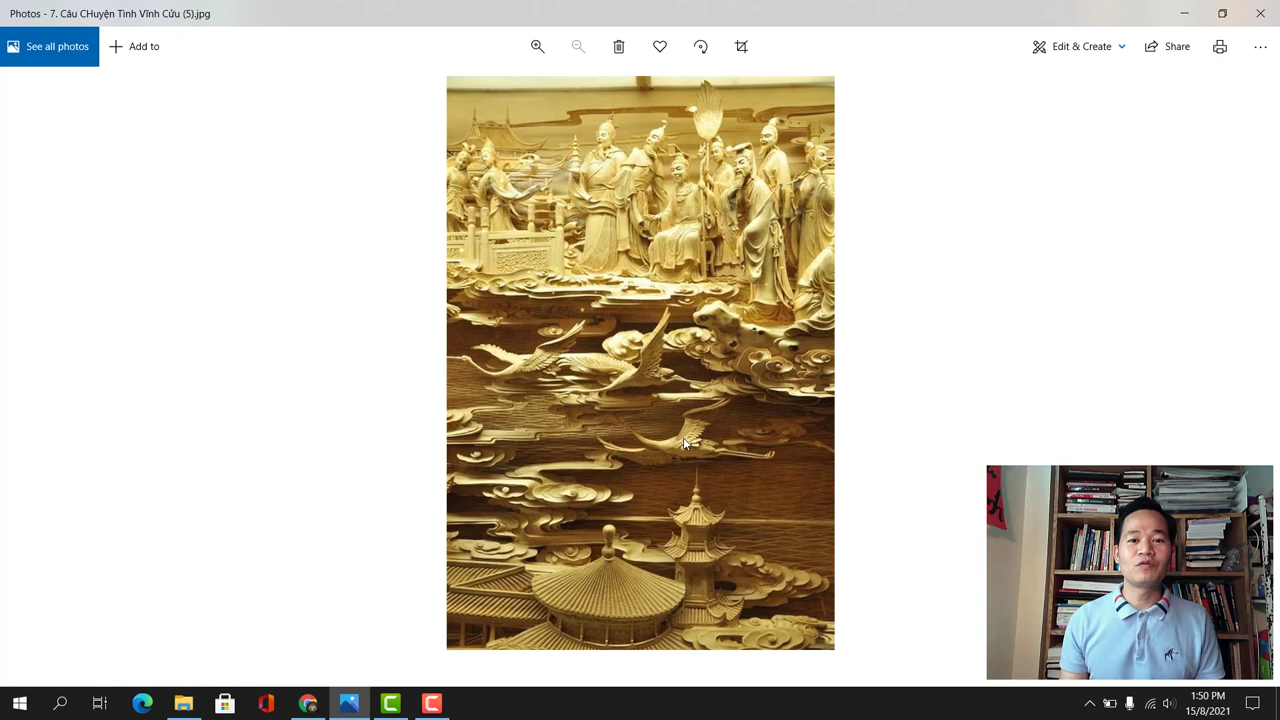 Photos - 7. Câu CHuyện Tình Vĩnh Cửu (5).jpg
See all photos
Add to
Edit & Create
Share
1:50 PM
15/8/2021